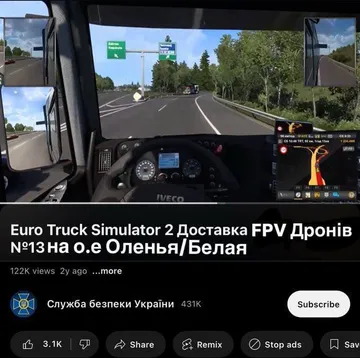 IVECO
Euro Truck Simulator 2 Доставка FPV Дронів
№13 на о.е Оленья/Белая
122K views 2y ago ...more
Служба безпеки України 431K
Subscribe
3.1K Share Remix Stop ads Sav